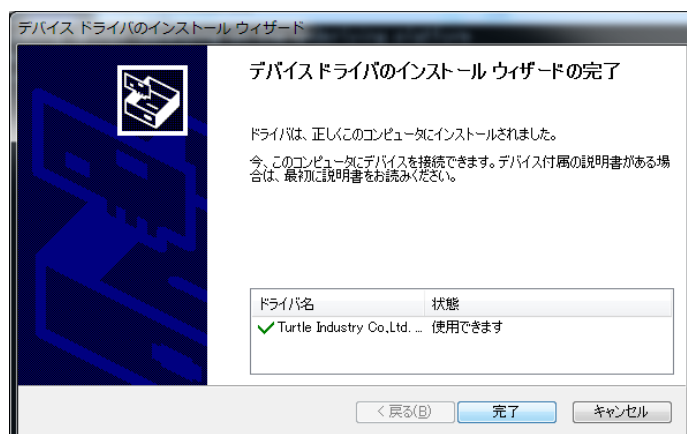 デバイス ドライバのインストール ウィザード
デバイス ドライバのインストール ウィザードの完了
ドライバは、正しくこのコンピュータにインストールされました。
今、このコンピュータにデバイスを接続できます。デバイス付属の説明書がある場
合は、最初に説明書をお読みください。
ドライバ名 状態
Turtle Industry Co.,Ltd. ... 使用できます
< 戻る(B) 完了 キャンセル